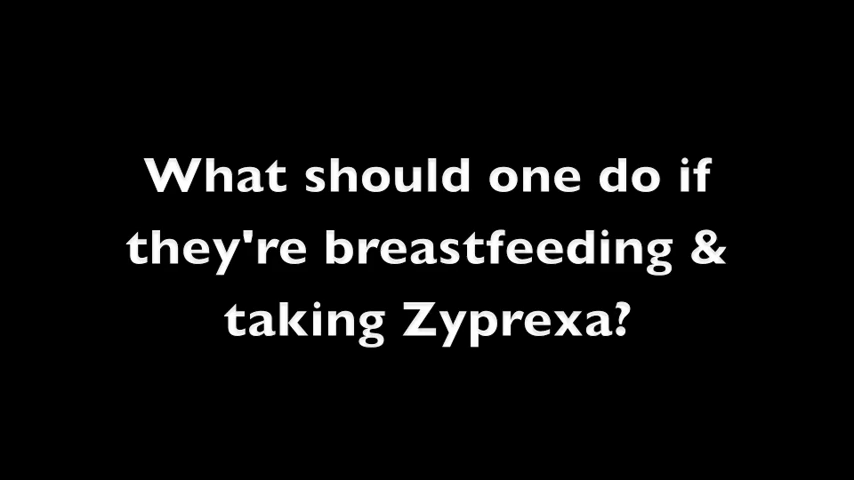 What should one do if
they're breastfeeding &
taking Zyprexa?